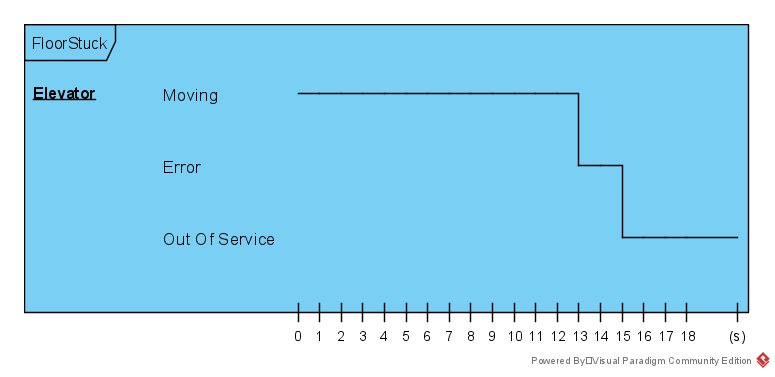 FloorStuck
Elevator
Moving
Error
Out Of Service
0 1 2 3 4 5 6 7 8 9 10 11 12 13 14 15 16 17 18 (s)
Powered By□Visual Paradigm Community Edition